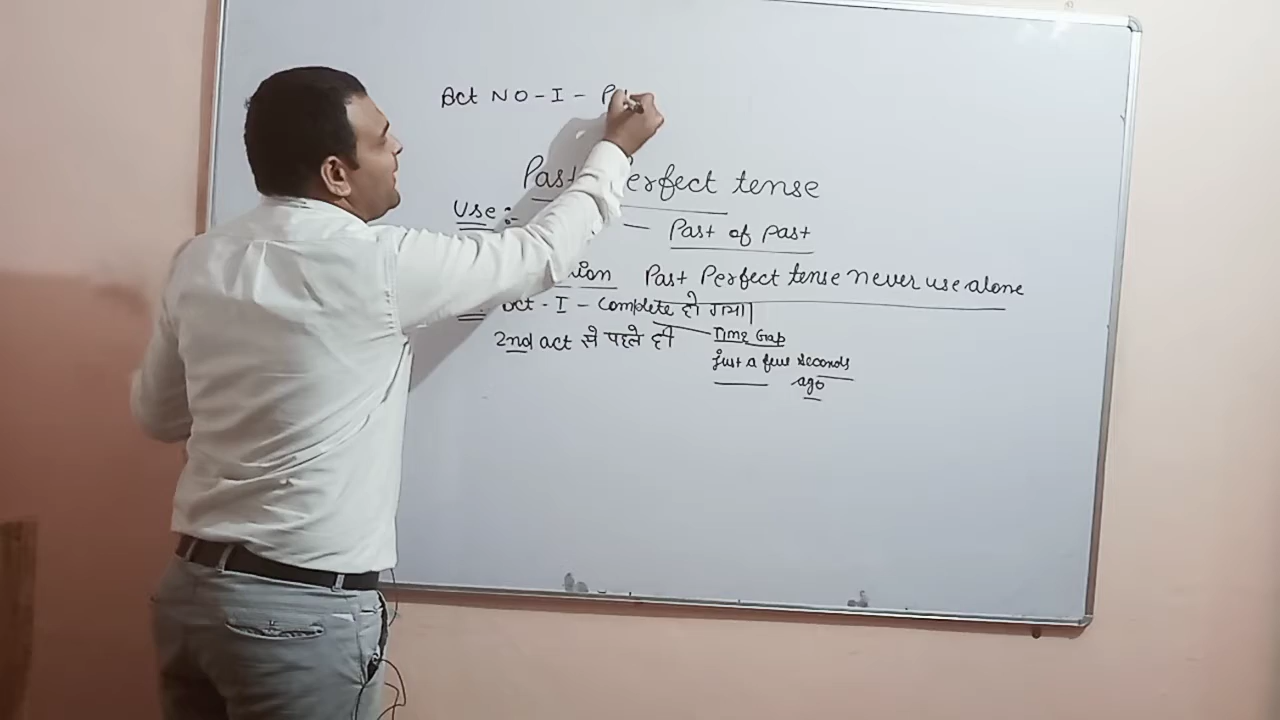 Act NO-I-
Past Perfect tense
Use:- — Past of past
Past Perfect tense never use alone
Act-I-Complete हो गया।
Time Gap
2nd act से पहले ही
Just a few seconds
ago